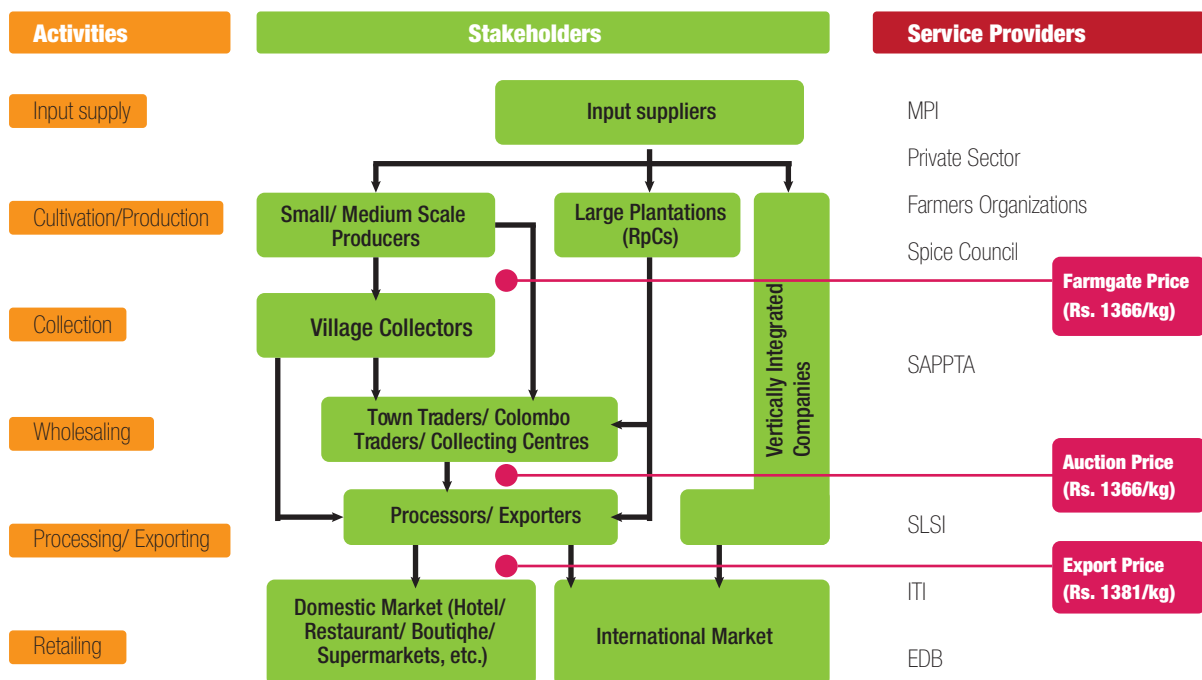 Activities
Stakeholders
Service Providers
Input supply
Input suppliers
MPI
Private Sector
Cultivation/Production
Small/ Medium Scale
Producers
Large Plantations
(RpCs)
Farmers Organizations
Spice Council
Farmgate Price
(Rs. 1366/kg)
Collection
Village Collectors
Vertically Integrated
Companies
SAPPTA
Wholesaling
Town Traders/ Colombo
Traders/ Collecting Centres
Auction Price
(Rs. 1366/kg)
Processing/ Exporting
Processors/ Exporters
SLSI
Export Price
(Rs. 1381/kg)
ITI
Retailing
Domestic Market (Hotel/
Restaurant/ Boutiqhe/
Supermarkets, etc.)
International Market
EDB